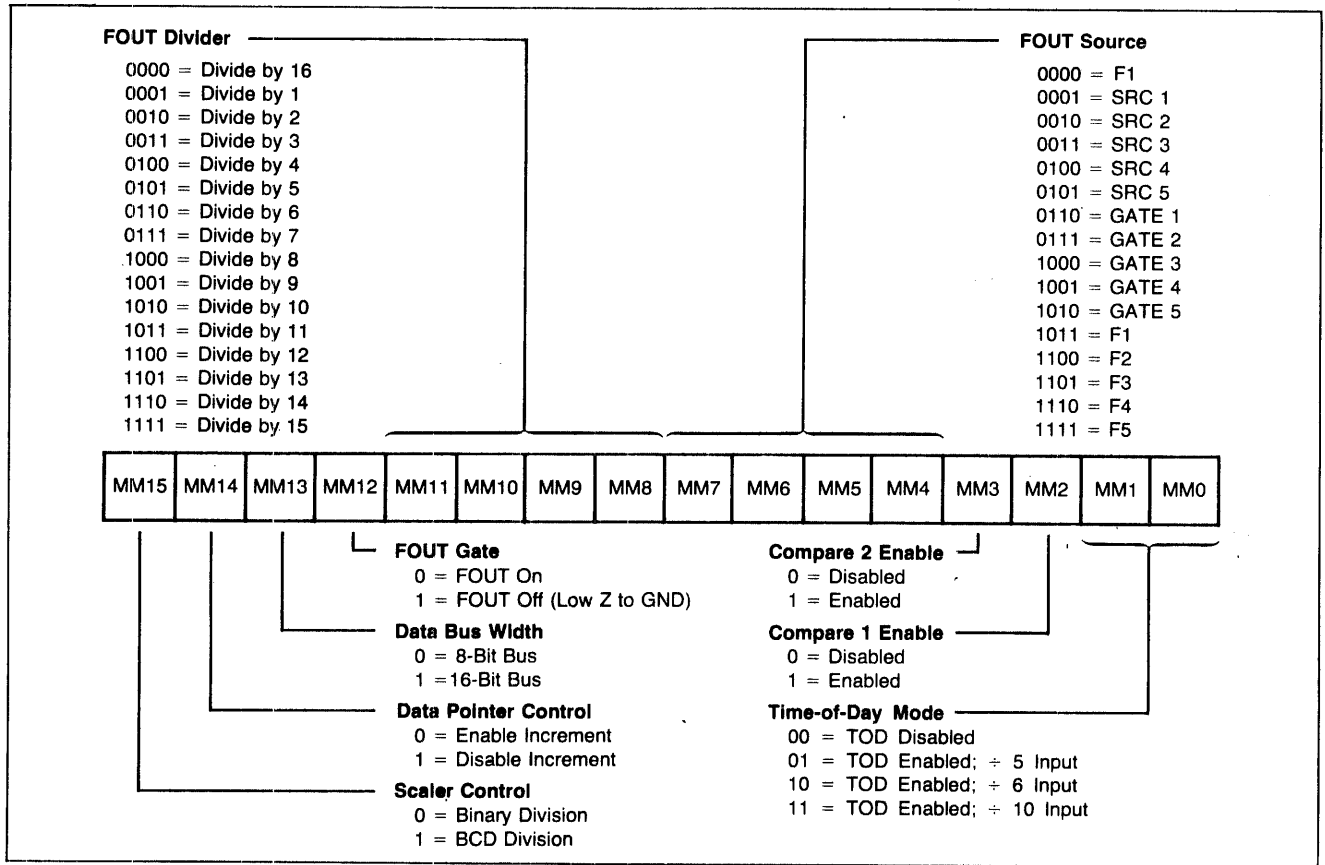 FOUT Divider
0000 = Divide by 16
0001 = Divide by 1
0010 = Divide by 2
0011 = Divide by 3
0100 = Divide by 4
0101 = Divide by 5
0110 = Divide by 6
0111 = Divide by 7
1000 = Divide by 8
1001 = Divide by 9
1010 = Divide by 10
1011 = Divide by 11
1100 = Divide by 12
1101 = Divide by 13
1110 = Divide by 14
1111 = Divide by 15
FOUT Source
0000 = F1
0001 = SRC 1
0010 = SRC 2
0011 = SRC 3
0100 = SRC 4
0101 = SRC 5
0110 = GATE 1
0111 = GATE 2
1000 = GATE 3
1001 = GATE 4
1010 = GATE 5
1011 = F1
1100 = F2
1101 = F3
1110 = F4
1111 = F5
MM15 MM14 MM13 MM12 MM11 MM10 MM9 MM8 MM7 MM6 MM5 MM4 MM3 MM2 MM1 MM0
FOUT Gate
0 = FOUT On
1 = FOUT Off (Low Z to GND)
Data Bus Width
0 = 8-Bit Bus
1 =16-Bit Bus
Data Pointer Control
0 = Enable Increment
1 = Disable Increment
Scaler Control
0 = Binary Division
1 = BCD Division
Compare 2 Enable
0 = Disabled
1 = Enabled
Compare 1 Enable
0 = Disabled
1 = Enabled
Time-of-Day Mode
00 = TOD Disabled
01 = TOD Enabled; ÷ 5 Input
10 = TOD Enabled; ÷ 6 Input
11 = TOD Enabled; ÷ 10 Input